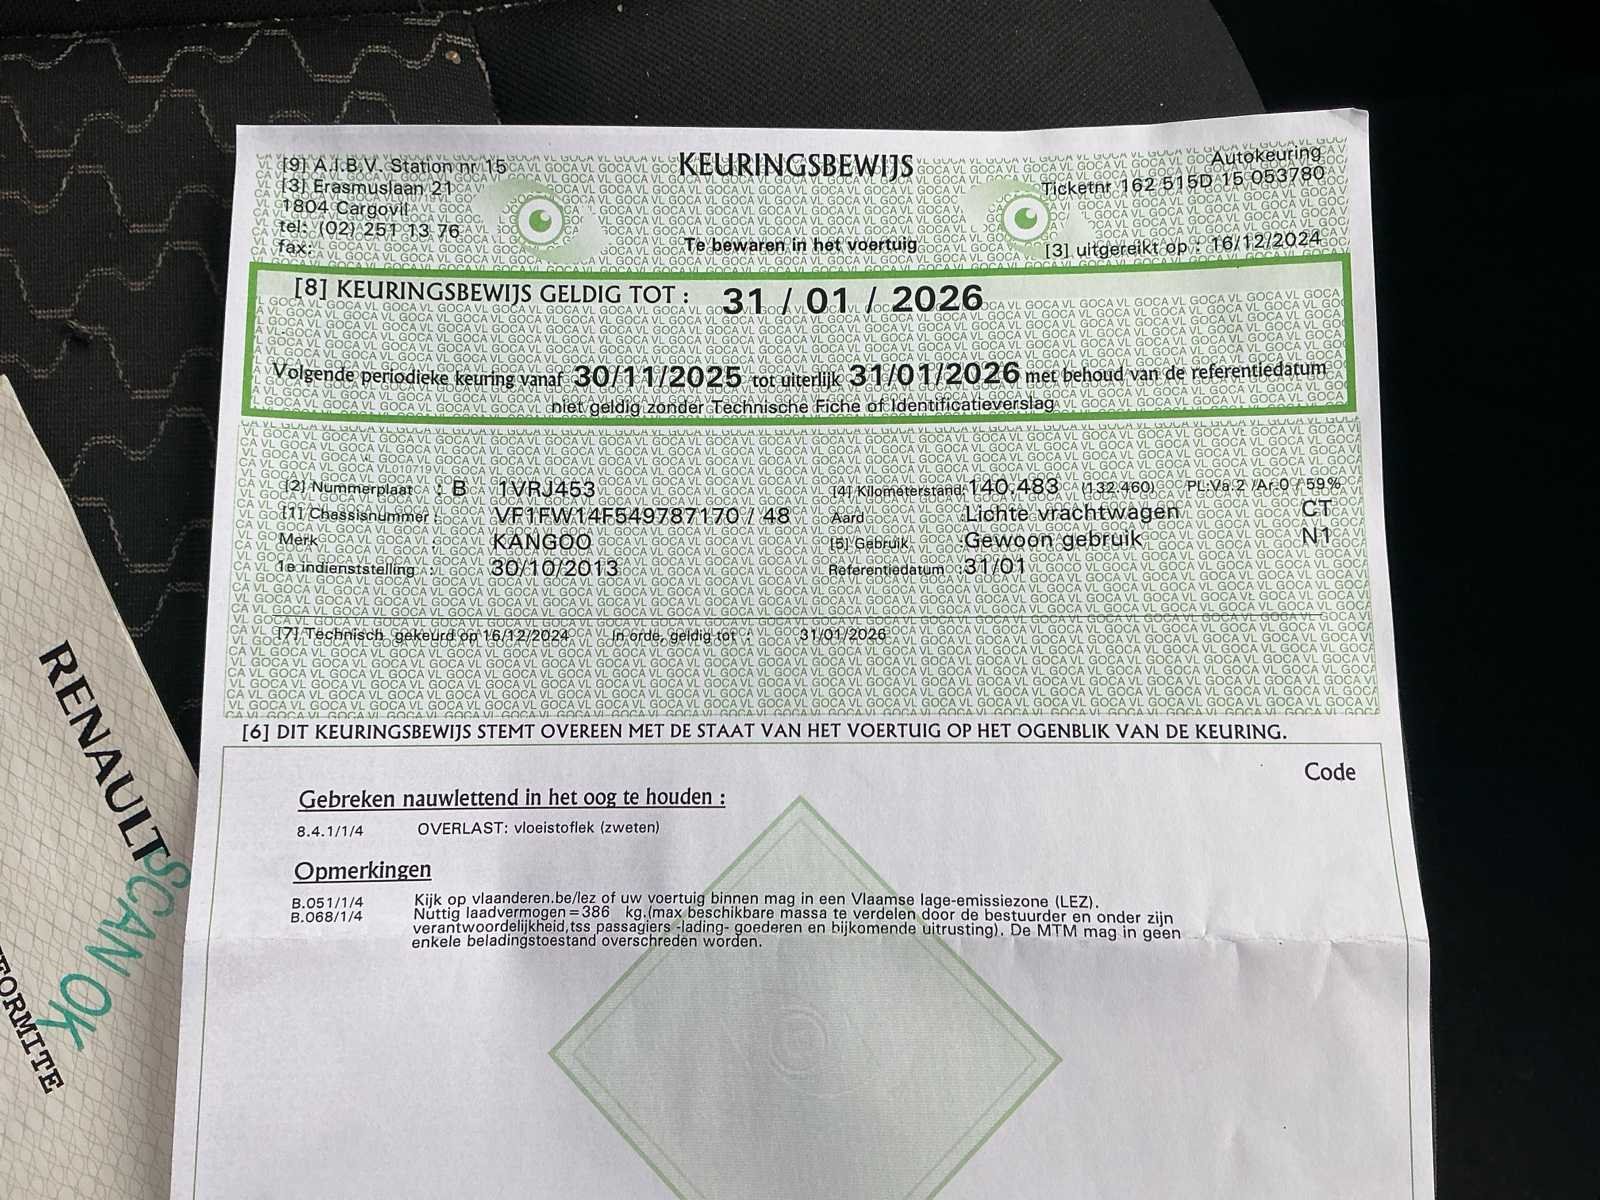 [9] A.I.B.V. Station nr 15
[3] Erasmuslaan 21
1804 Cargovil
tel: (02) 251 13 76
fax:
KEURINGSBEWIJS
Te bewaren in het voertuig
Autokeuring
Ticketnr 162 515D 15 053780
[3] uitgereikt op : 16/12/2024
[8] KEURINGSBEWIJS GELDIG TOT : 31 / 01 / 2026
Volgende periodieke keuring vanaf 30/11/2025 tot uiterlijk 31/01/2026 met behoud van de referentiedatum
niet geldig zonder Technische Fiche of Identificatieverslag
[2] Nummerplaat : B 1VRJ453
[4] Kilometerstand: 140.483 (132.460) PL:Va 2 /Ar.0 / 59%
[1] Chassisnummer : VF1FW14F549787170 / 48
Aard : Lichte vrachtwagen CT
Merk : KANGOO
[5] Gebruik : Gewoon gebruik N1
1e indienststelling : 30/10/2013
Referentiedatum : 31/01
[7] Technisch gekeurd op 16/12/2024 In orde, geldig tot : 31/01/2026
[6] DIT KEURINGSBEWIJS STEMT OVEREEN MET DE STAAT VAN HET VOERTUIG OP HET OGENBLIK VAN DE KEURING.
Code
Gebreken nauwlettend in het oog te houden :
8.4.1/1/4 OVERLAST: vloeistoflek (zweten)
Opmerkingen
B.051/1/4 Kijk op vlaanderen.be/lez of uw voertuig binnen mag in een Vlaamse lage-emissiezone (LEZ).
B.068/1/4 Nuttig laadvermogen=386 kg.(max beschikbare massa te verdelen door de bestuurder en onder zijn
verantwoordelijkheid,tss passagiers -lading- goederen en bijkomende uitrusting). De MTM mag in geen
enkele beladingstoestand overschreden worden.
RENAULT
SCAN OK
FORMITE